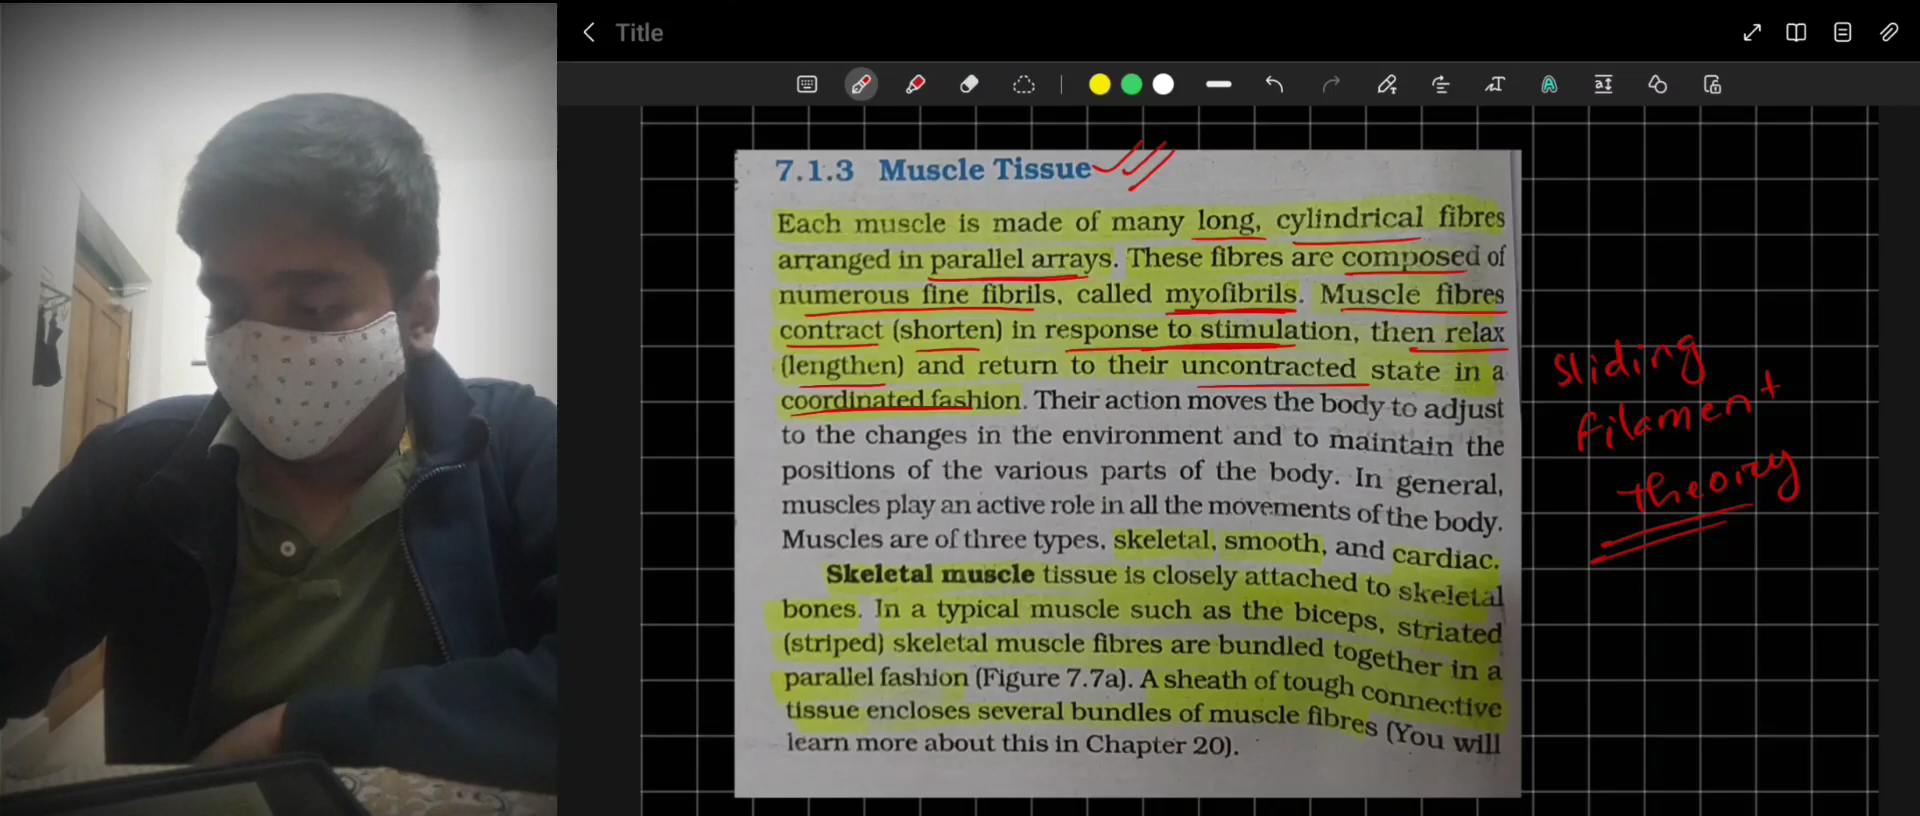 Title
7.1.3 Muscle Tissue
Each muscle is made of many long, cylindrical fibres
arranged in parallel arrays. These fibres are composed of
numerous fine fibrils, called myofibrils. Muscle fibres
contract (shorten) in response to stimulation, then relax
(lengthen) and return to their uncontracted state in a
coordinated fashion. Their action moves the body to adjust
to the changes in the environment and to maintain the
positions of the various parts of the body. In general,
muscles play an active role in all the movements of the body.
Muscles are of three types, skeletal, smooth, and cardiac.
Skeletal muscle tissue is closely attached to skeletal
bones. In a typical muscle such as the biceps, striated
(striped) skeletal muscle fibres are bundled together in a
parallel fashion (Figure 7.7a). A sheath of tough connective
tissue encloses several bundles of muscle fibres (You will
learn more about this in Chapter 20).
sliding
filament
theory